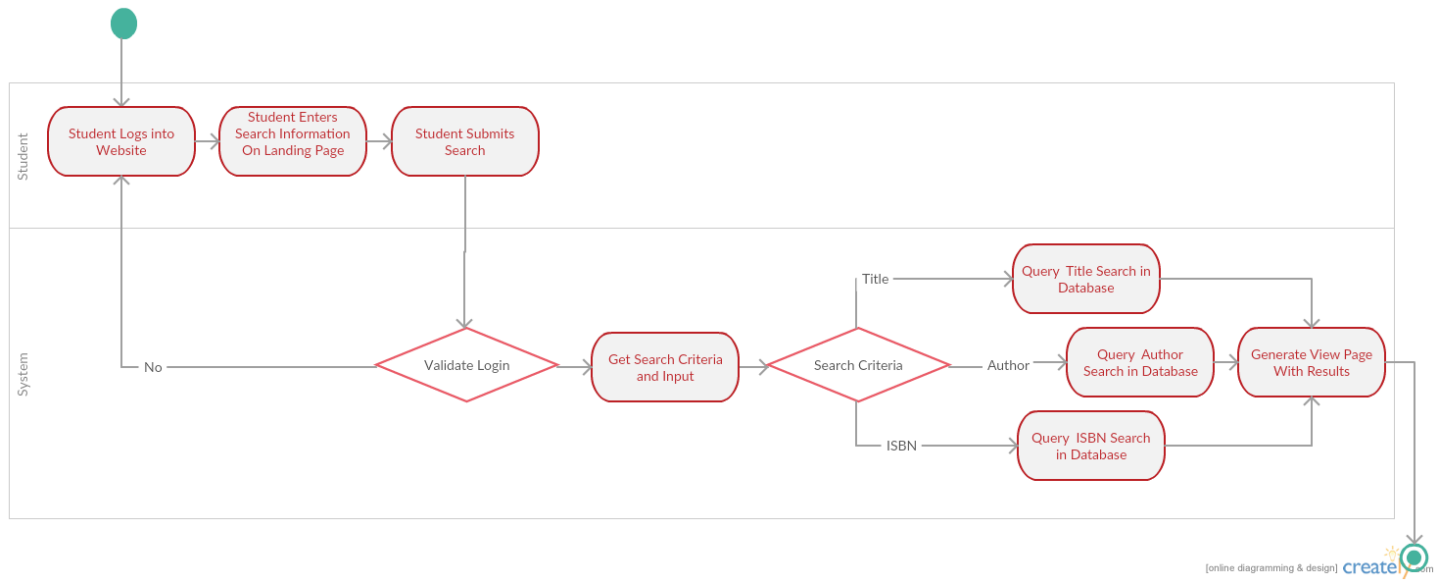 Student
Student Logs into
Website
Student Enters
Search Information
On Landing Page
Student Submits
Search
System
No
Validate Login
Get Search Criteria
and Input
Search Criteria
Title
Author
ISBN
Query Title Search in
Database
Query Author
Search in Database
Query ISBN Search
in Database
Generate View Page
With Results
[online diagramming & design] creately.com